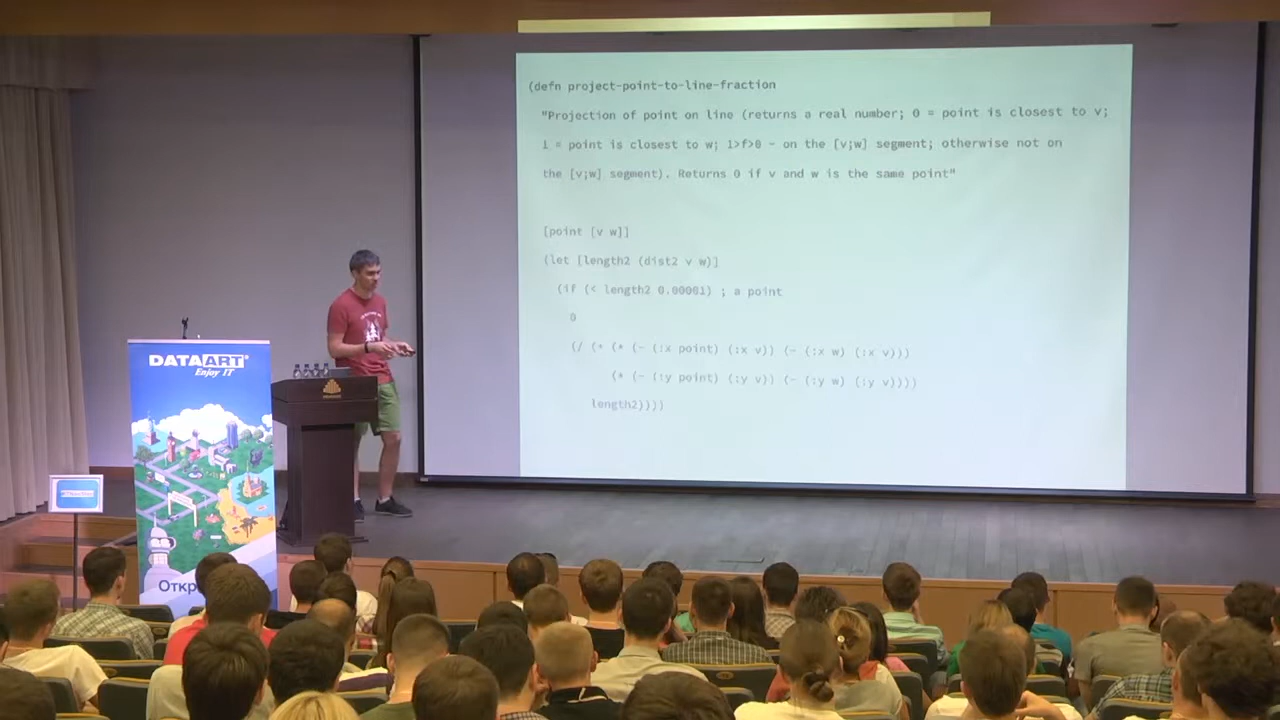 (defn project-point-to-line-fraction
"Projection of point on line (returns a real number; 0 = point is closest to v;
1 = point is closest to w; 1>f>0 - on the [v;w] segment; otherwise not on
the [v;w] segment). Returns 0 if v and w is the same point"
[point [v w]]
(let [length2 (dist2 v w)]
(if (< length2 0.00001) ; a point
0
(/ (+ (* (- (:x point) (:x v)) (- (:x w) (:x v)))
(* (- (:y point) (:y v)) (- (:y w) (:y v))))
length2))))
DATAART
Enjoy IT